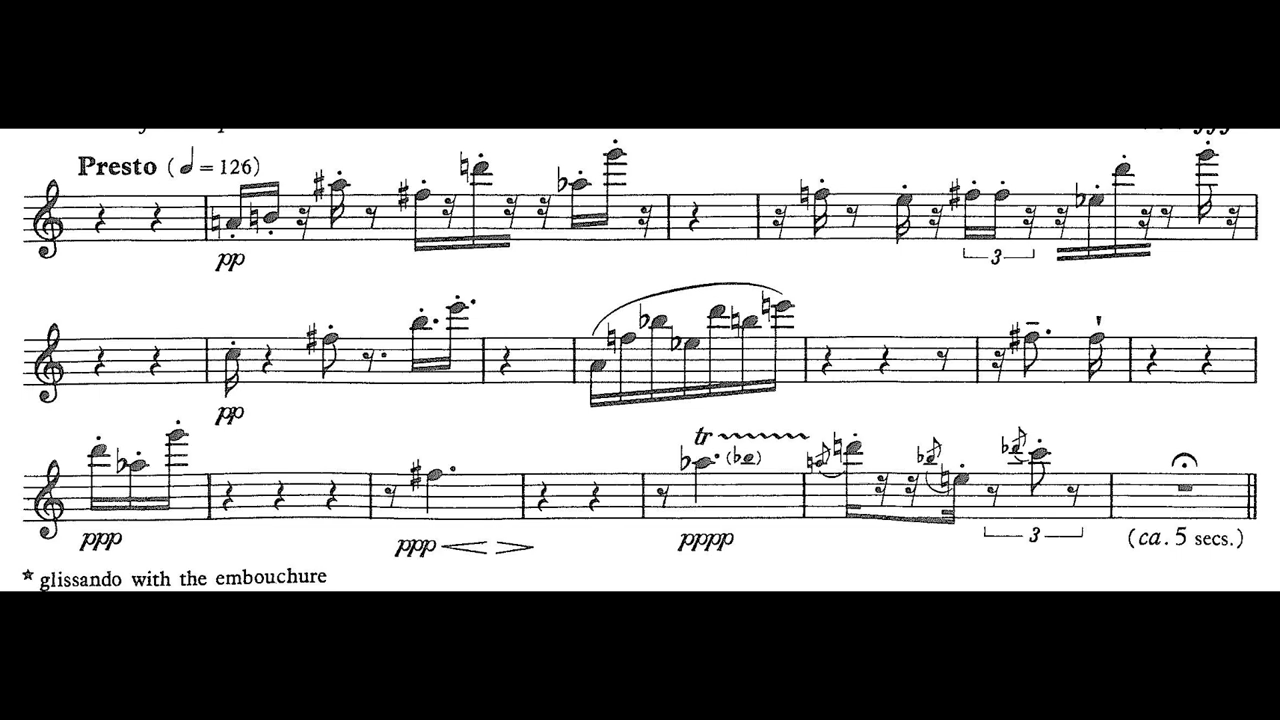 Presto (♩ = 126)
pp
3
pp
tr (♭)
ppp
ppp
pppp
3
(ca. 5 secs.)
* glissando with the embouchure